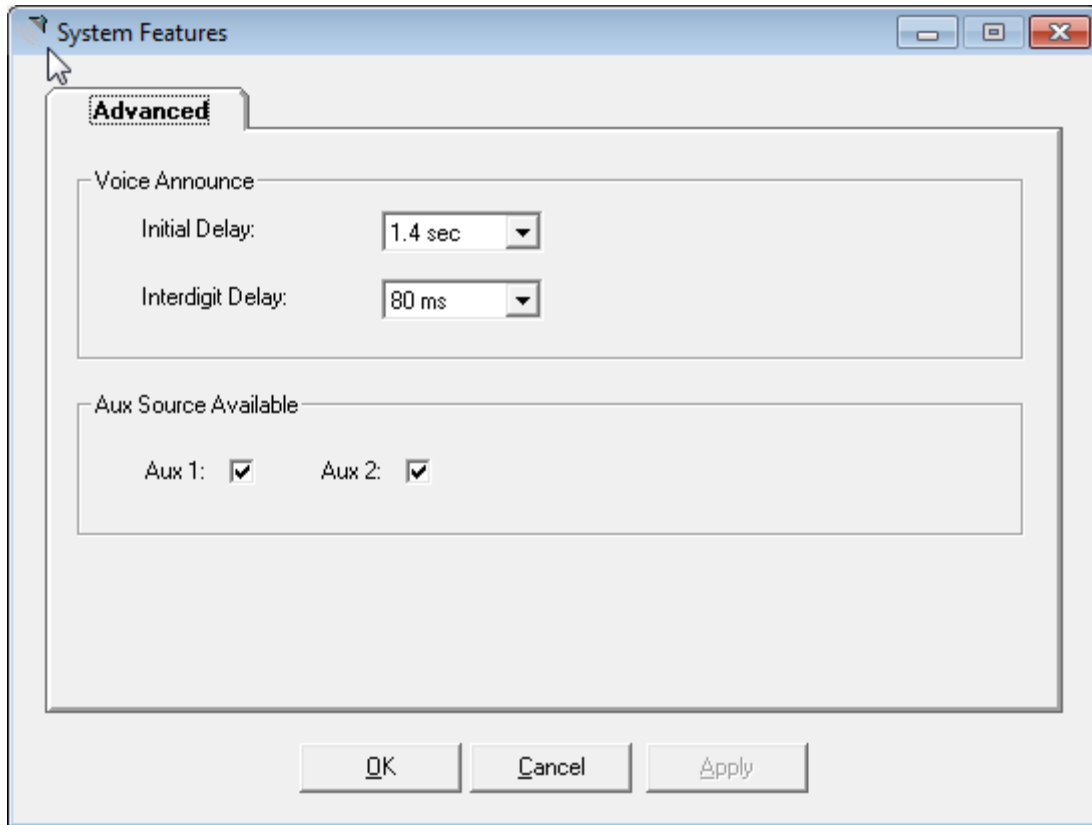 System Features
Advanced
Voice Announce
Initial Delay: 1.4 sec
Interdigit Delay: 80 ms
Aux Source Available
Aux 1: Aux 2:
OK Cancel Apply